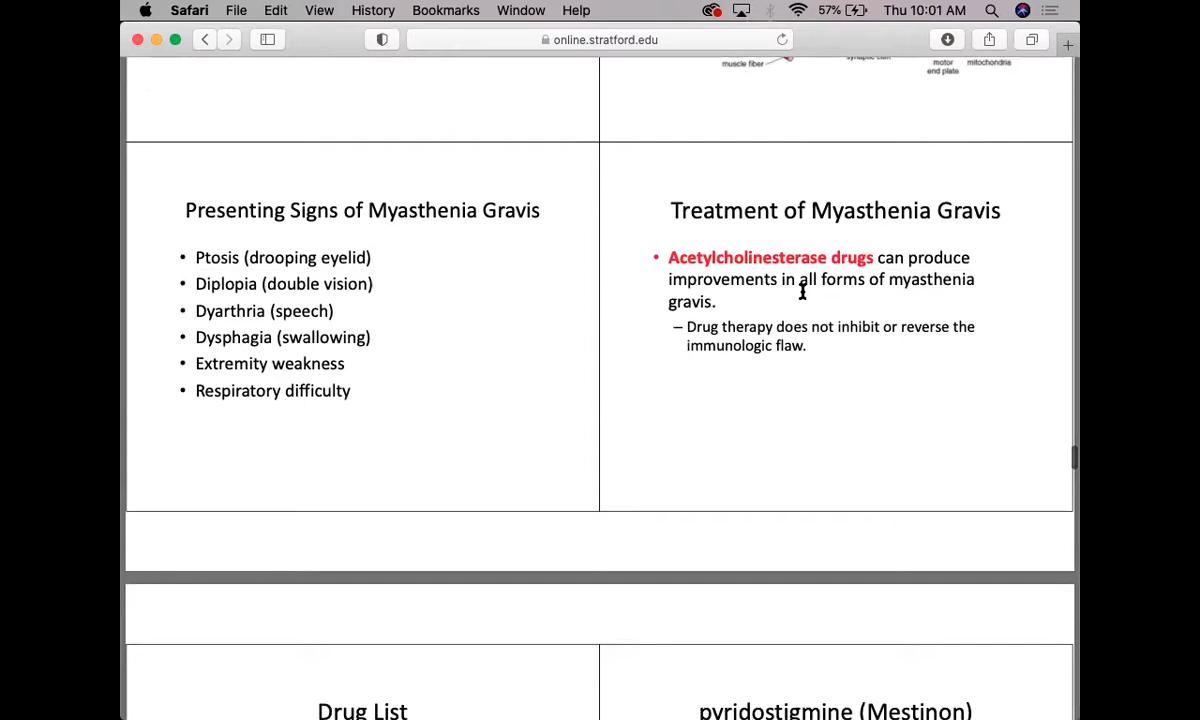 Safari File Edit View History Bookmarks Window Help 57% Thu 10:01 AM
online.stratford.edu
muscle fiber
motor
end plate
mitochondria
Presenting Signs of Myasthenia Gravis
• Ptosis (drooping eyelid)
• Diplopia (double vision)
• Dyarthria (speech)
• Dysphagia (swallowing)
• Extremity weakness
• Respiratory difficulty
Treatment of Myasthenia Gravis
• Acetylcholinesterase drugs can produce
improvements in all forms of myasthenia
gravis.
– Drug therapy does not inhibit or reverse the
immunologic flaw.
Drug List
pyridostigmine (Mestinon)